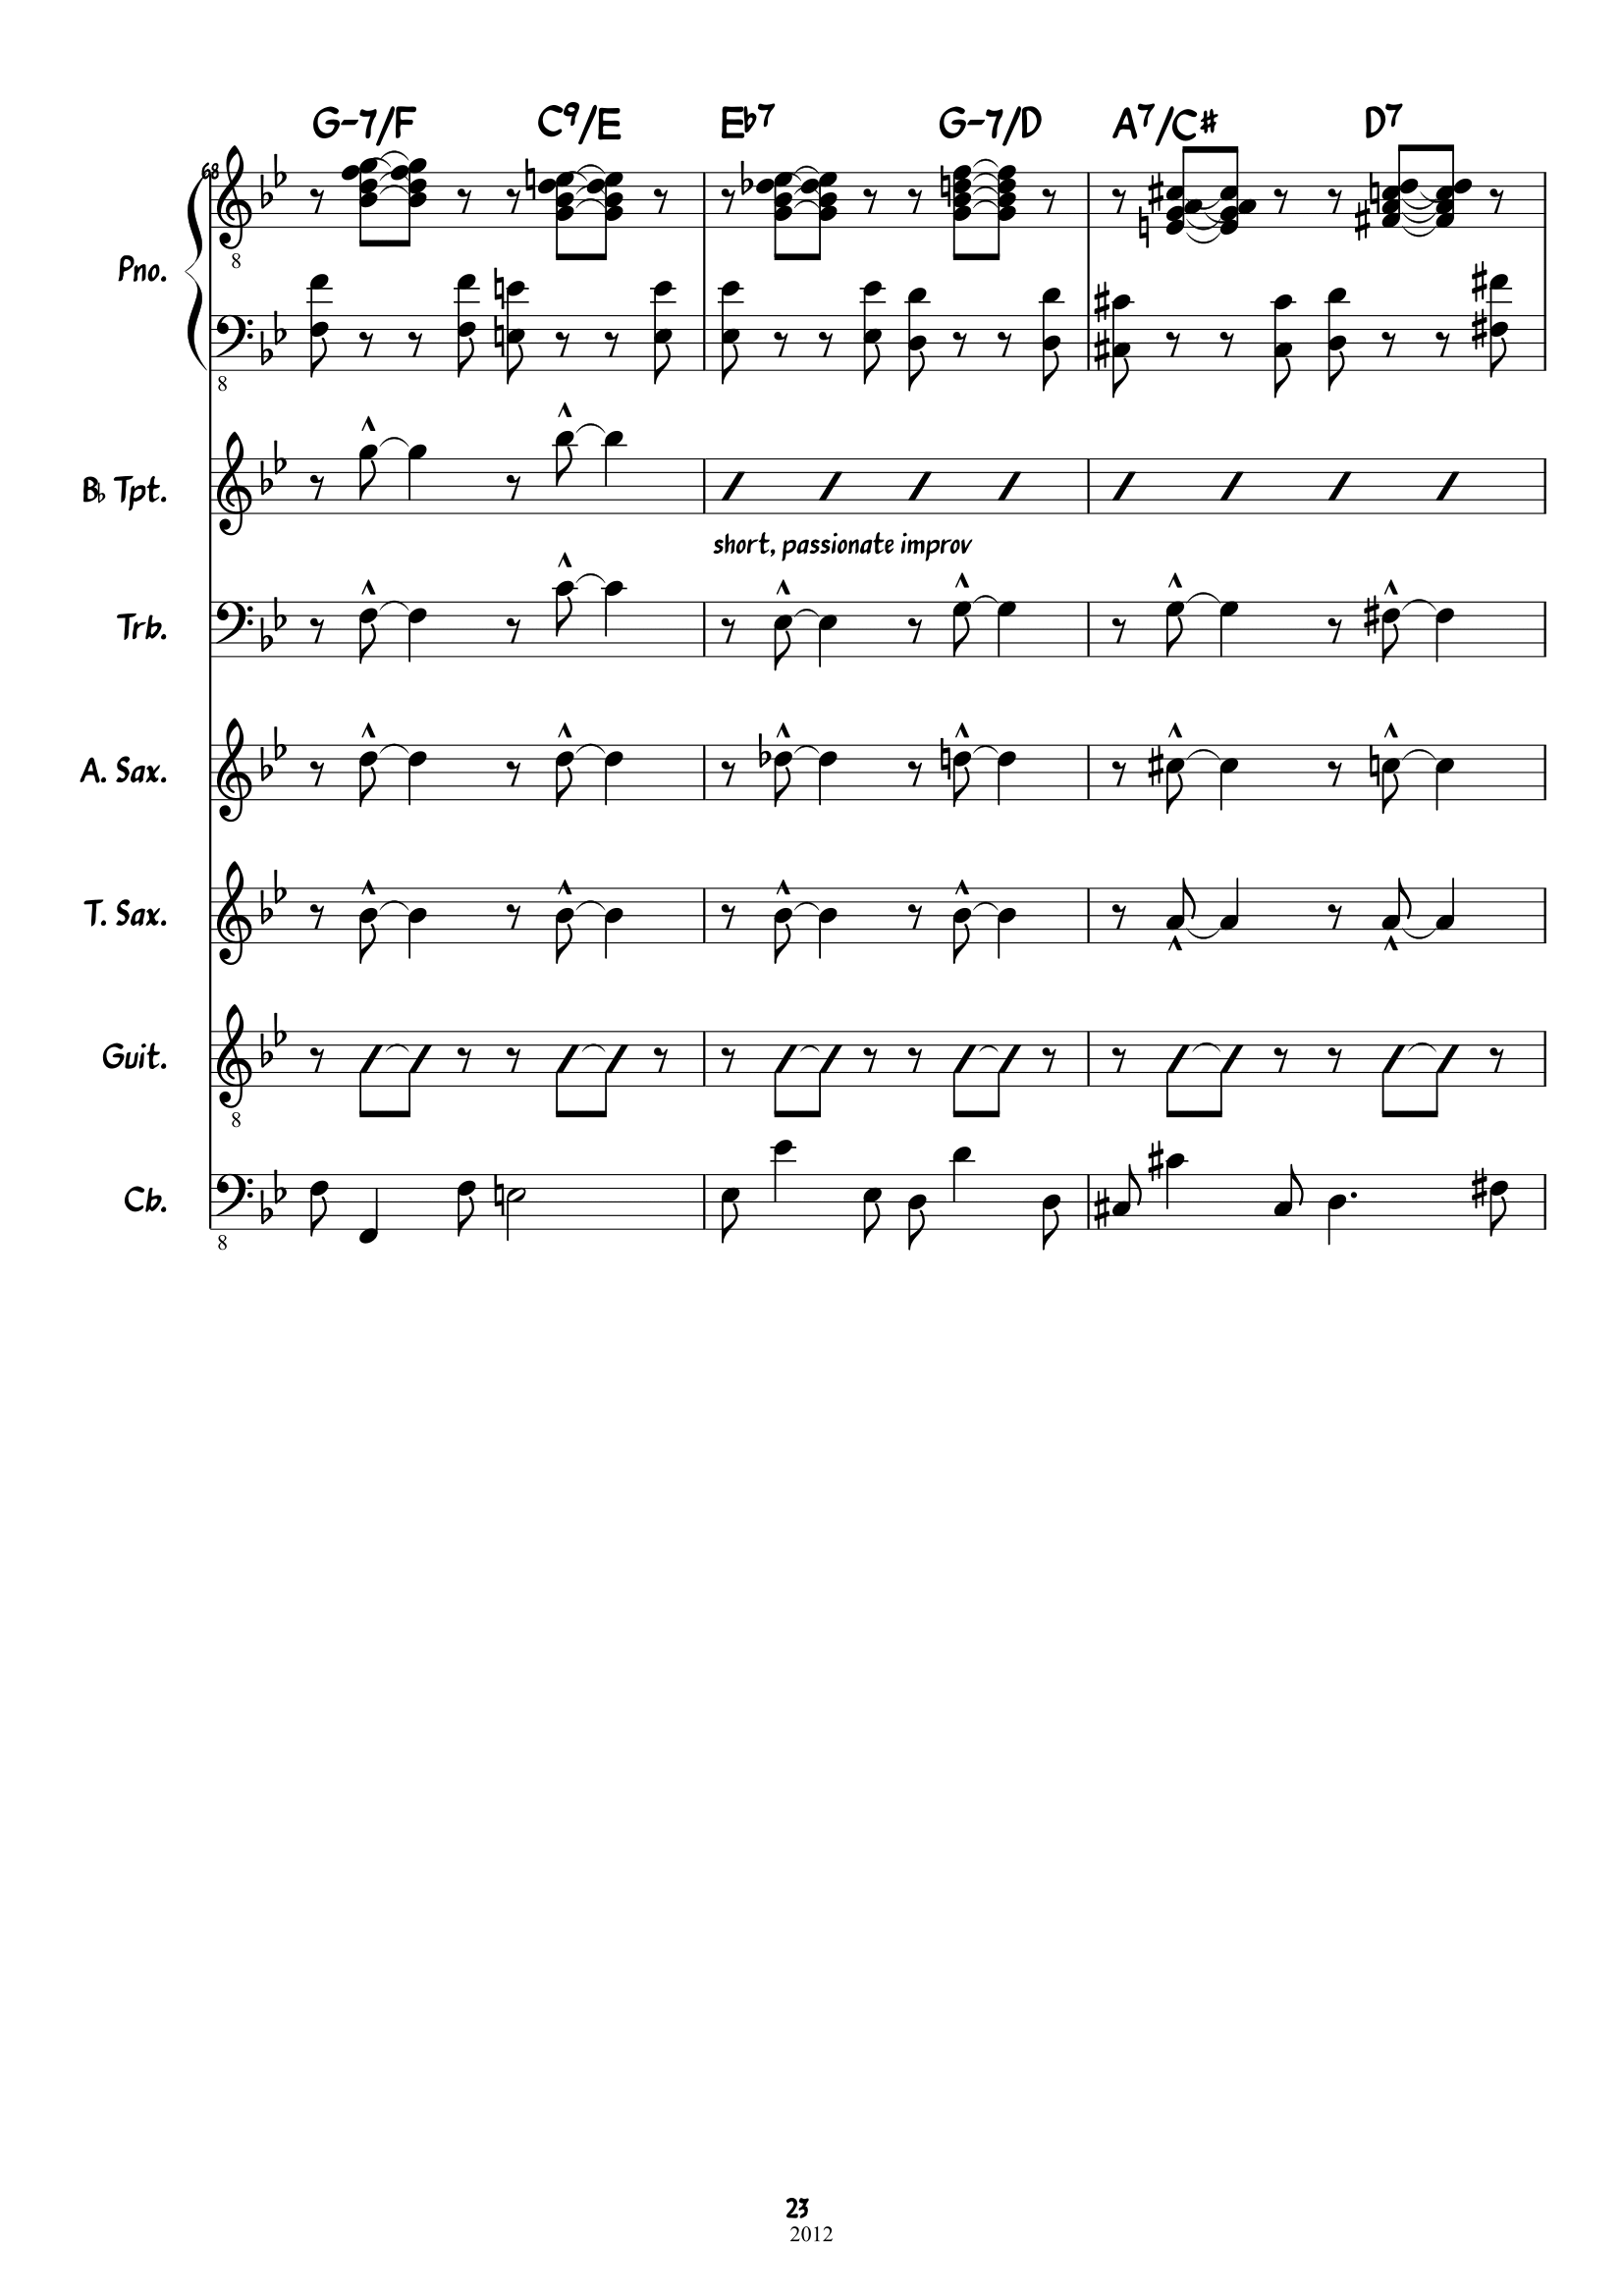 G-7/F C9/E Eb7 G-7/D A7/C# D7
68
8
Pno.
8
B♭ Tpt.
short, passionate improv
Trb.
A. Sax.
T. Sax.
Guit.
8
Cb.
8
23
2012